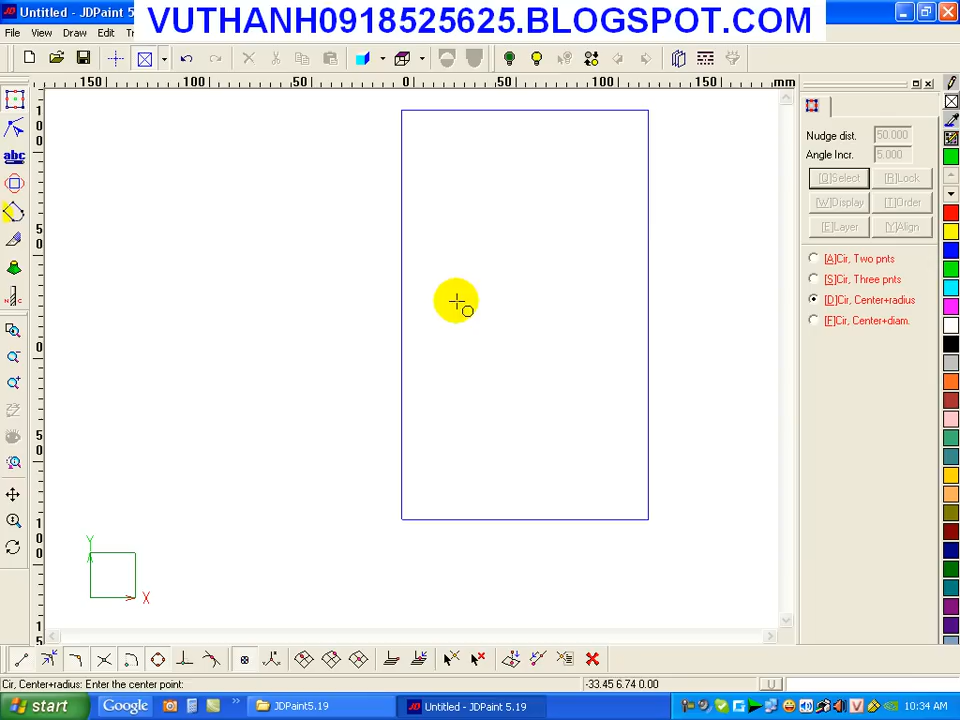 Untitled - JDPaint 5.
VUTHANH0918525625.BLOGSPOT.COM
File View Draw Edit
150 100 50 0 50 100 150 mm
Nudge dist. 50.000
Angle Incr. 5.000
[Q]Select [R]Lock
[W]Display [T]Order
[E]Layer [Y]Align
[A]Cir, Two pnts
[S]Cir, Three pnts
[D]Cir, Center+radius
[F]Cir, Center+diam.
abc
Y
X
Cir, Center+radius: Enter the center point: -33.45 6.74 0.00 U
start Google JDPaint5.19 Untitled - JDPaint 5.19 10:34 AM